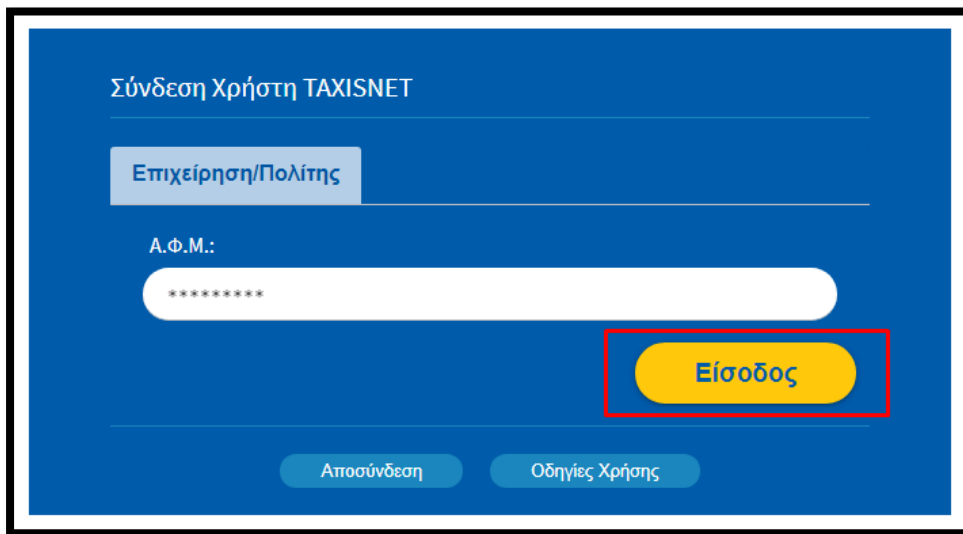 Σύνδεση Χρήστη TAXISNET
Επιχείρηση/Πολίτης
Α.Φ.Μ.:
*********
Είσοδος
Αποσύνδεση Οδηγίες Χρήσης